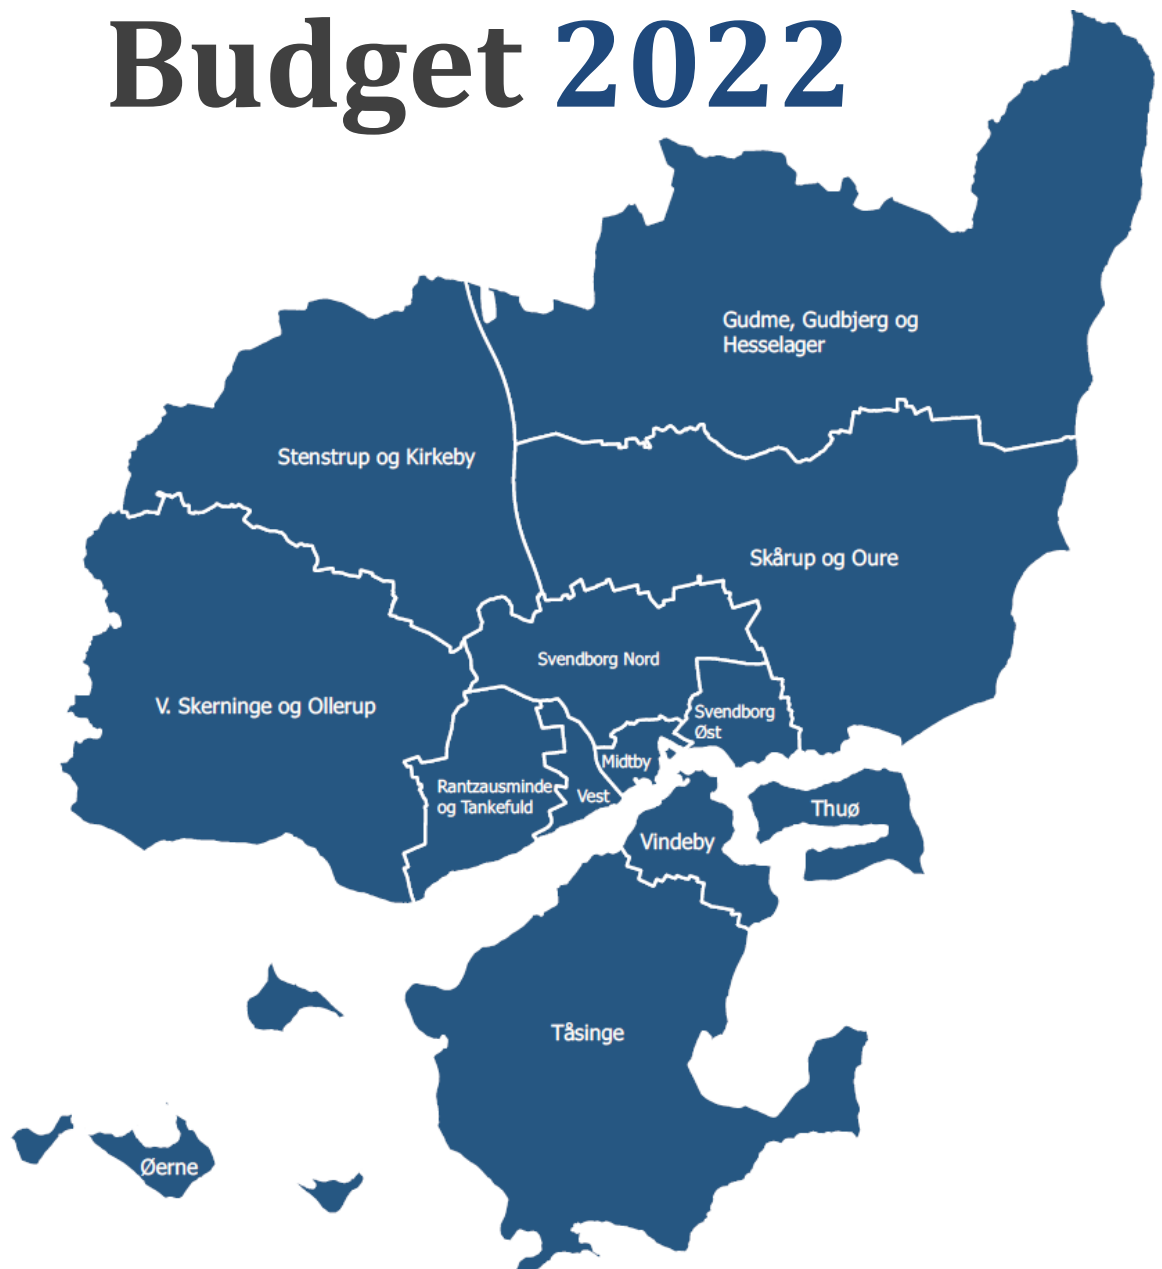 Budget 2022
Gudme, Gudbjerg og
Hesselager
Stenstrup og Kirkeby
Skårup og Oure
Svendborg Nord
V. Skerninge og Ollerup
Svendborg
Øst
Midtby
Rantzausminde
og Tankefuld
Vest
Thuø
Vindeby
Tåsinge
Øerne